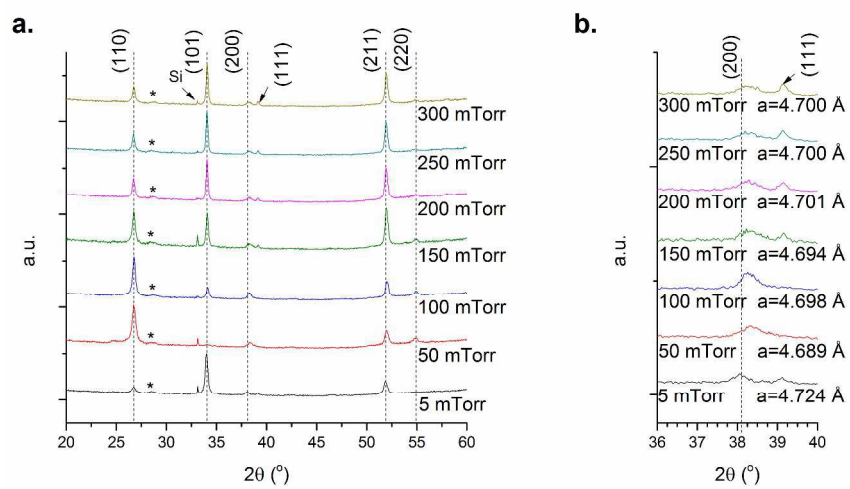 a.
(110)
Si
(101)
(200)
(111)
(211)
(220)
*
300 mTorr
*
250 mTorr
*
200 mTorr
*
150 mTorr
*
100 mTorr
*
50 mTorr
*
5 mTorr
a.u.
20 25 30 35 40 45 50 55 60
2θ (°)
b.
(200)
(111)
300 mTorr a=4.700 Å
250 mTorr a=4.700 Å
200 mTorr a=4.701 Å
150 mTorr a=4.694 Å
100 mTorr a=4.698 Å
50 mTorr a=4.689 Å
5 mTorr a=4.724 Å
a.u.
36 37 38 39 40
2θ (°)